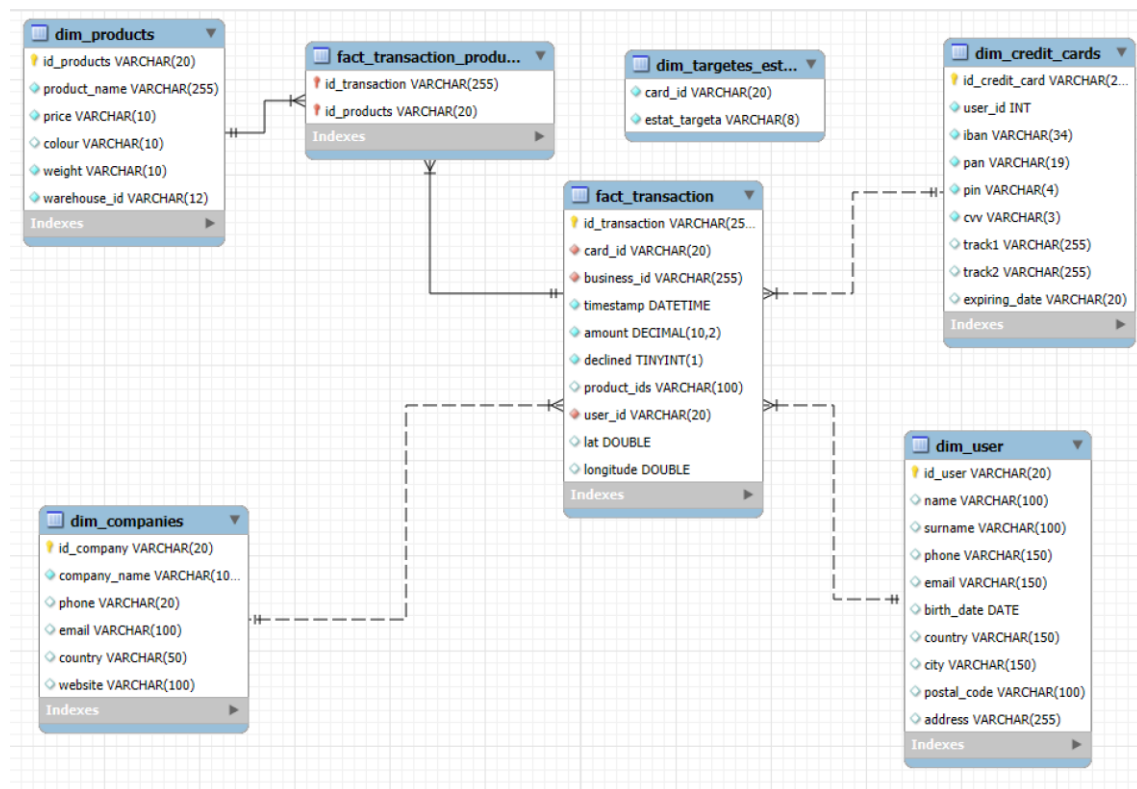 dim_products
id_products VARCHAR(20)
product_name VARCHAR(255)
price VARCHAR(10)
colour VARCHAR(10)
weight VARCHAR(10)
warehouse_id VARCHAR(12)
Indexes
fact_transaction_produ...
id_transaction VARCHAR(255)
id_products VARCHAR(20)
Indexes
dim_targetes_est...
card_id VARCHAR(20)
estat_targeta VARCHAR(8)
dim_credit_cards
id_credit_card VARCHAR(2...
user_id INT
iban VARCHAR(34)
pan VARCHAR(19)
pin VARCHAR(4)
cvv VARCHAR(3)
track1 VARCHAR(255)
track2 VARCHAR(255)
expiring_date VARCHAR(20)
Indexes
fact_transaction
id_transaction VARCHAR(25...
card_id VARCHAR(20)
business_id VARCHAR(255)
timestamp DATETIME
amount DECIMAL(10,2)
declined TINYINT(1)
product_ids VARCHAR(100)
user_id VARCHAR(20)
lat DOUBLE
longitude DOUBLE
Indexes
dim_companies
id_company VARCHAR(20)
company_name VARCHAR(10...
phone VARCHAR(20)
email VARCHAR(100)
country VARCHAR(50)
website VARCHAR(100)
Indexes
dim_user
id_user VARCHAR(20)
name VARCHAR(100)
surname VARCHAR(100)
phone VARCHAR(150)
email VARCHAR(150)
birth_date DATE
country VARCHAR(150)
city VARCHAR(150)
postal_code VARCHAR(100)
address VARCHAR(255)
Indexes